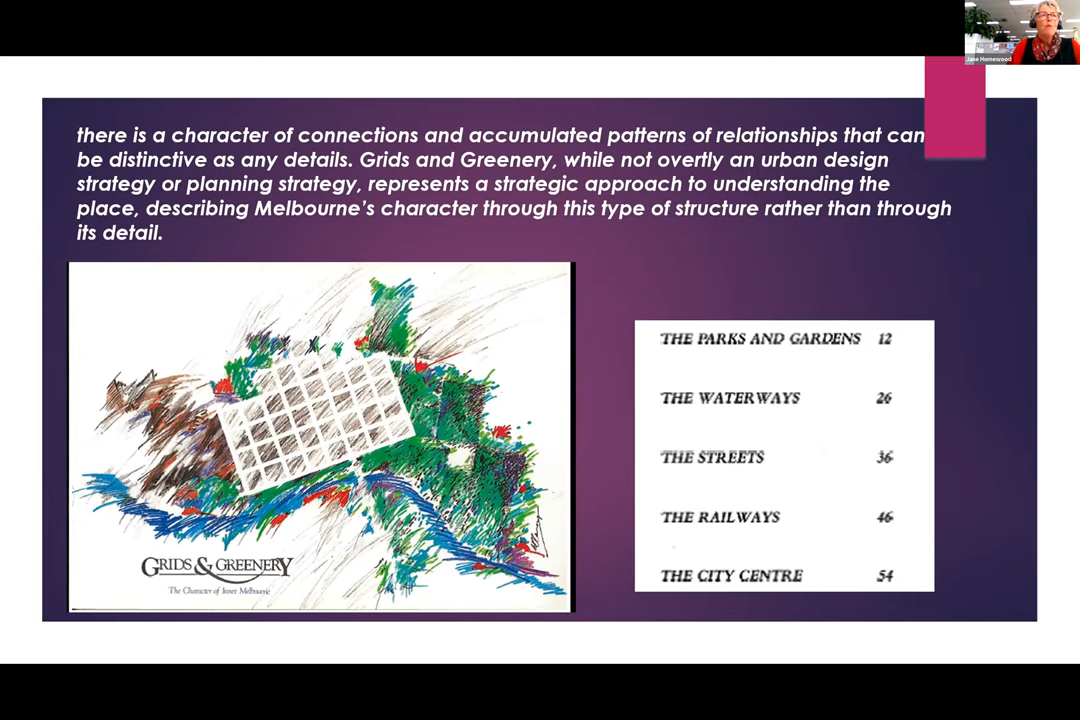 Jane Homewood
there is a character of connections and accumulated patterns of relationships that can
be distinctive as any details. Grids and Greenery, while not overtly an urban design
strategy or planning strategy, represents a strategic approach to understanding the
place, describing Melbourne's character through this type of structure rather than through
its detail.
GRIDS & GREENERY
The Character of Inner Melbourne
THE PARKS AND GARDENS 12
THE WATERWAYS 26
THE STREETS 36
THE RAILWAYS 46
THE CITY CENTRE 54